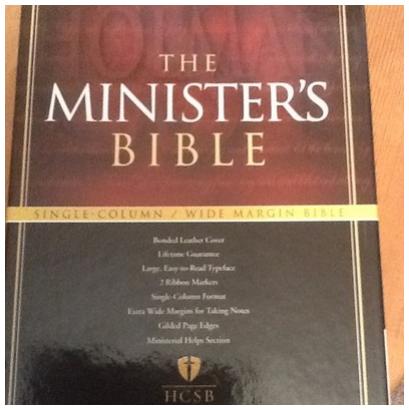 HOLMAN
THE
MINISTER'S
BIBLE
SINGLE-COLUMN / WIDE MARGIN BIBLE
Bonded Leather Cover
Lifetime Guarantee
Large, Easy-to-Read Typeface
2 Ribbon Markers
Single-Column Format
Extra Wide Margins for Taking Notes
Gilded Page Edges
Ministerial Helps Section
HCSB